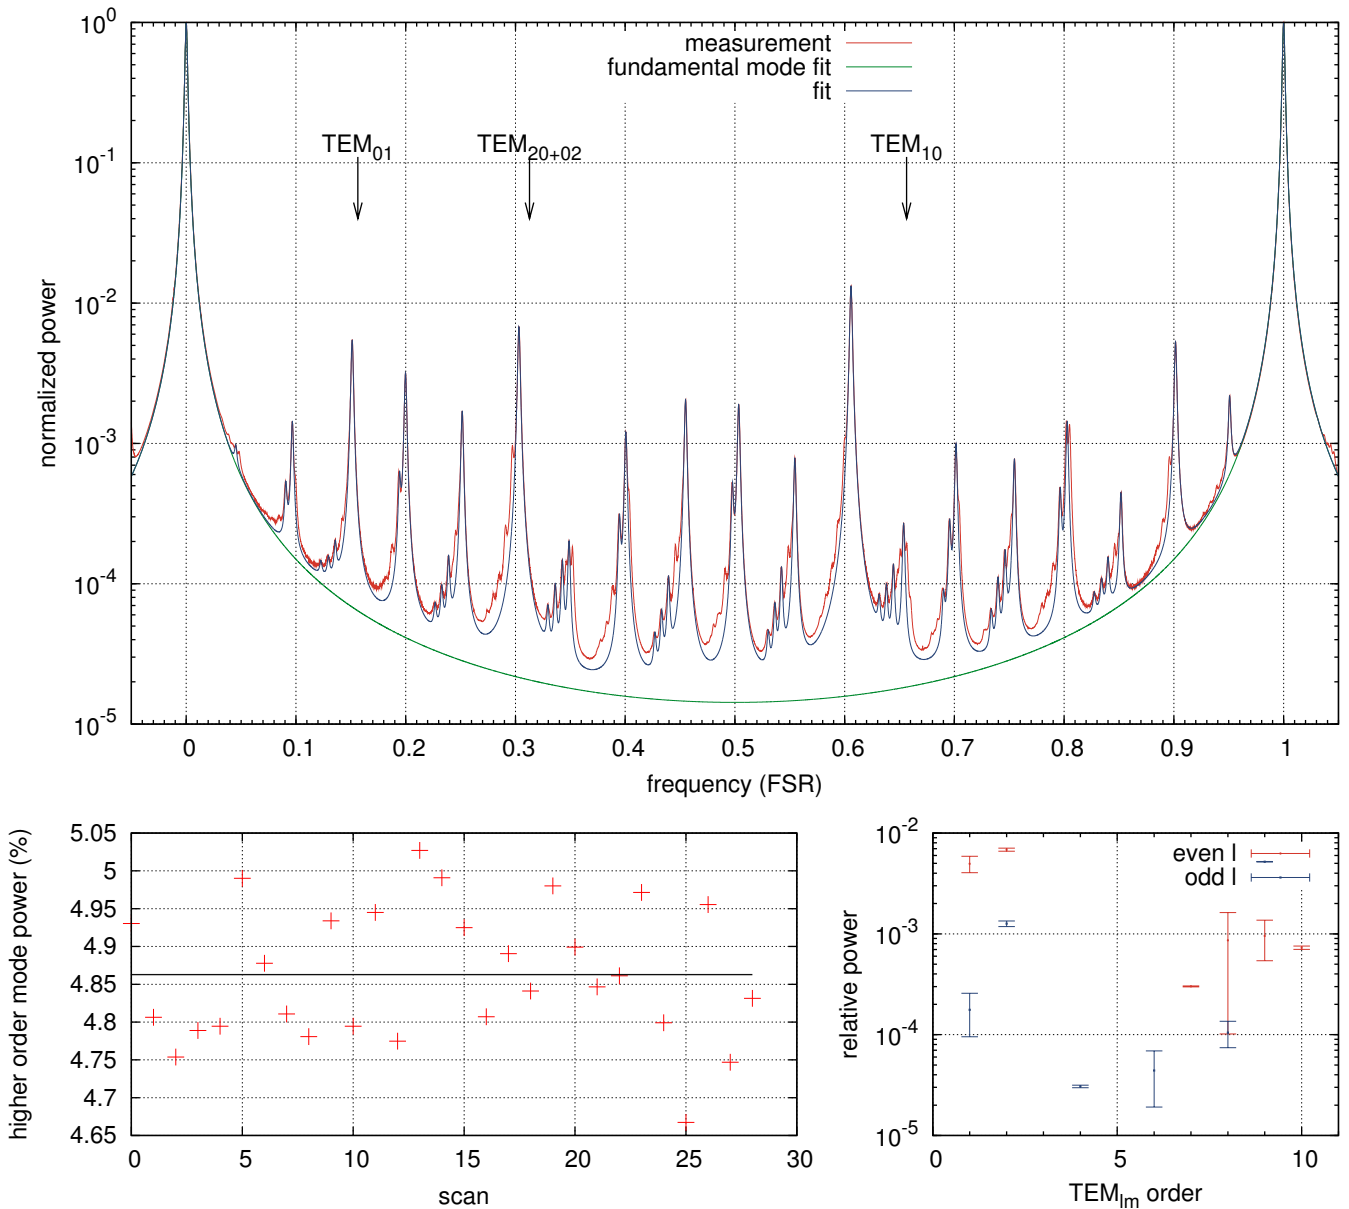 10^0
10^-1
10^-2
10^-3
10^-4
10^-5
normalized power
measurement
fundamental mode fit
fit
TEM_01
TEM_20+02
TEM_10
0 0.1 0.2 0.3 0.4 0.5 0.6 0.7 0.8 0.9 1
frequency (FSR)
5.05
5
4.95
4.9
4.85
4.8
4.75
4.7
4.65
higher order mode power (%)
0 5 10 15 20 25 30
scan
10^-2
10^-3
10^-4
10^-5
relative power
even l
odd l
0 5 10
TEM_lm order